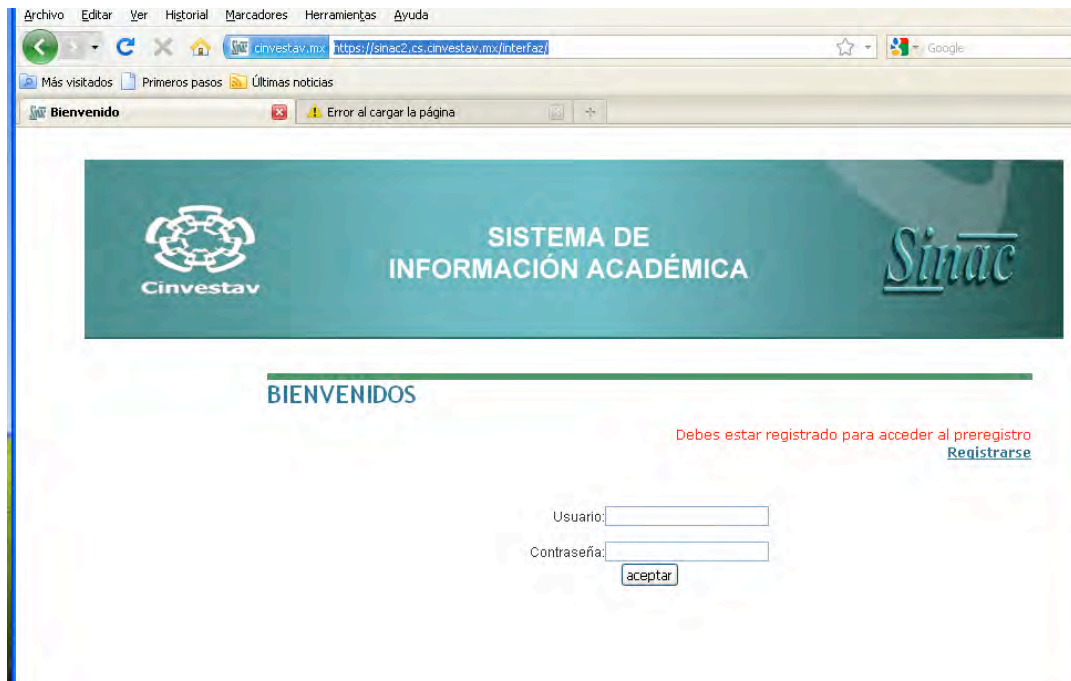 Archivo Editar Ver Historial Marcadores Herramientas Ayuda
Sinac cinvestav.mx https://sinac2.cs.cinvestav.mx/interfaz/ Google
Más visitados Primeros pasos Últimas noticias
Sinac Bienvenido Error al cargar la página
Cinvestav
SISTEMA DE
INFORMACIÓN ACADÉMICA
Sinac
BIENVENIDOS
Debes estar registrado para acceder al preregistro
Registrarse
Usuario:
Contraseña:
aceptar